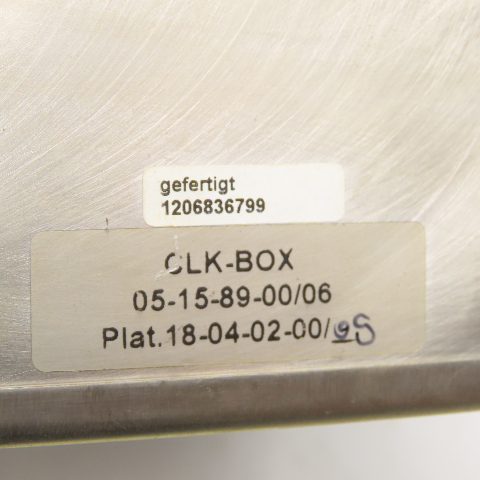 gefertigt
1206836799
CLK-BOX
05-15-89-00/06
Plat.18-04-02-00/